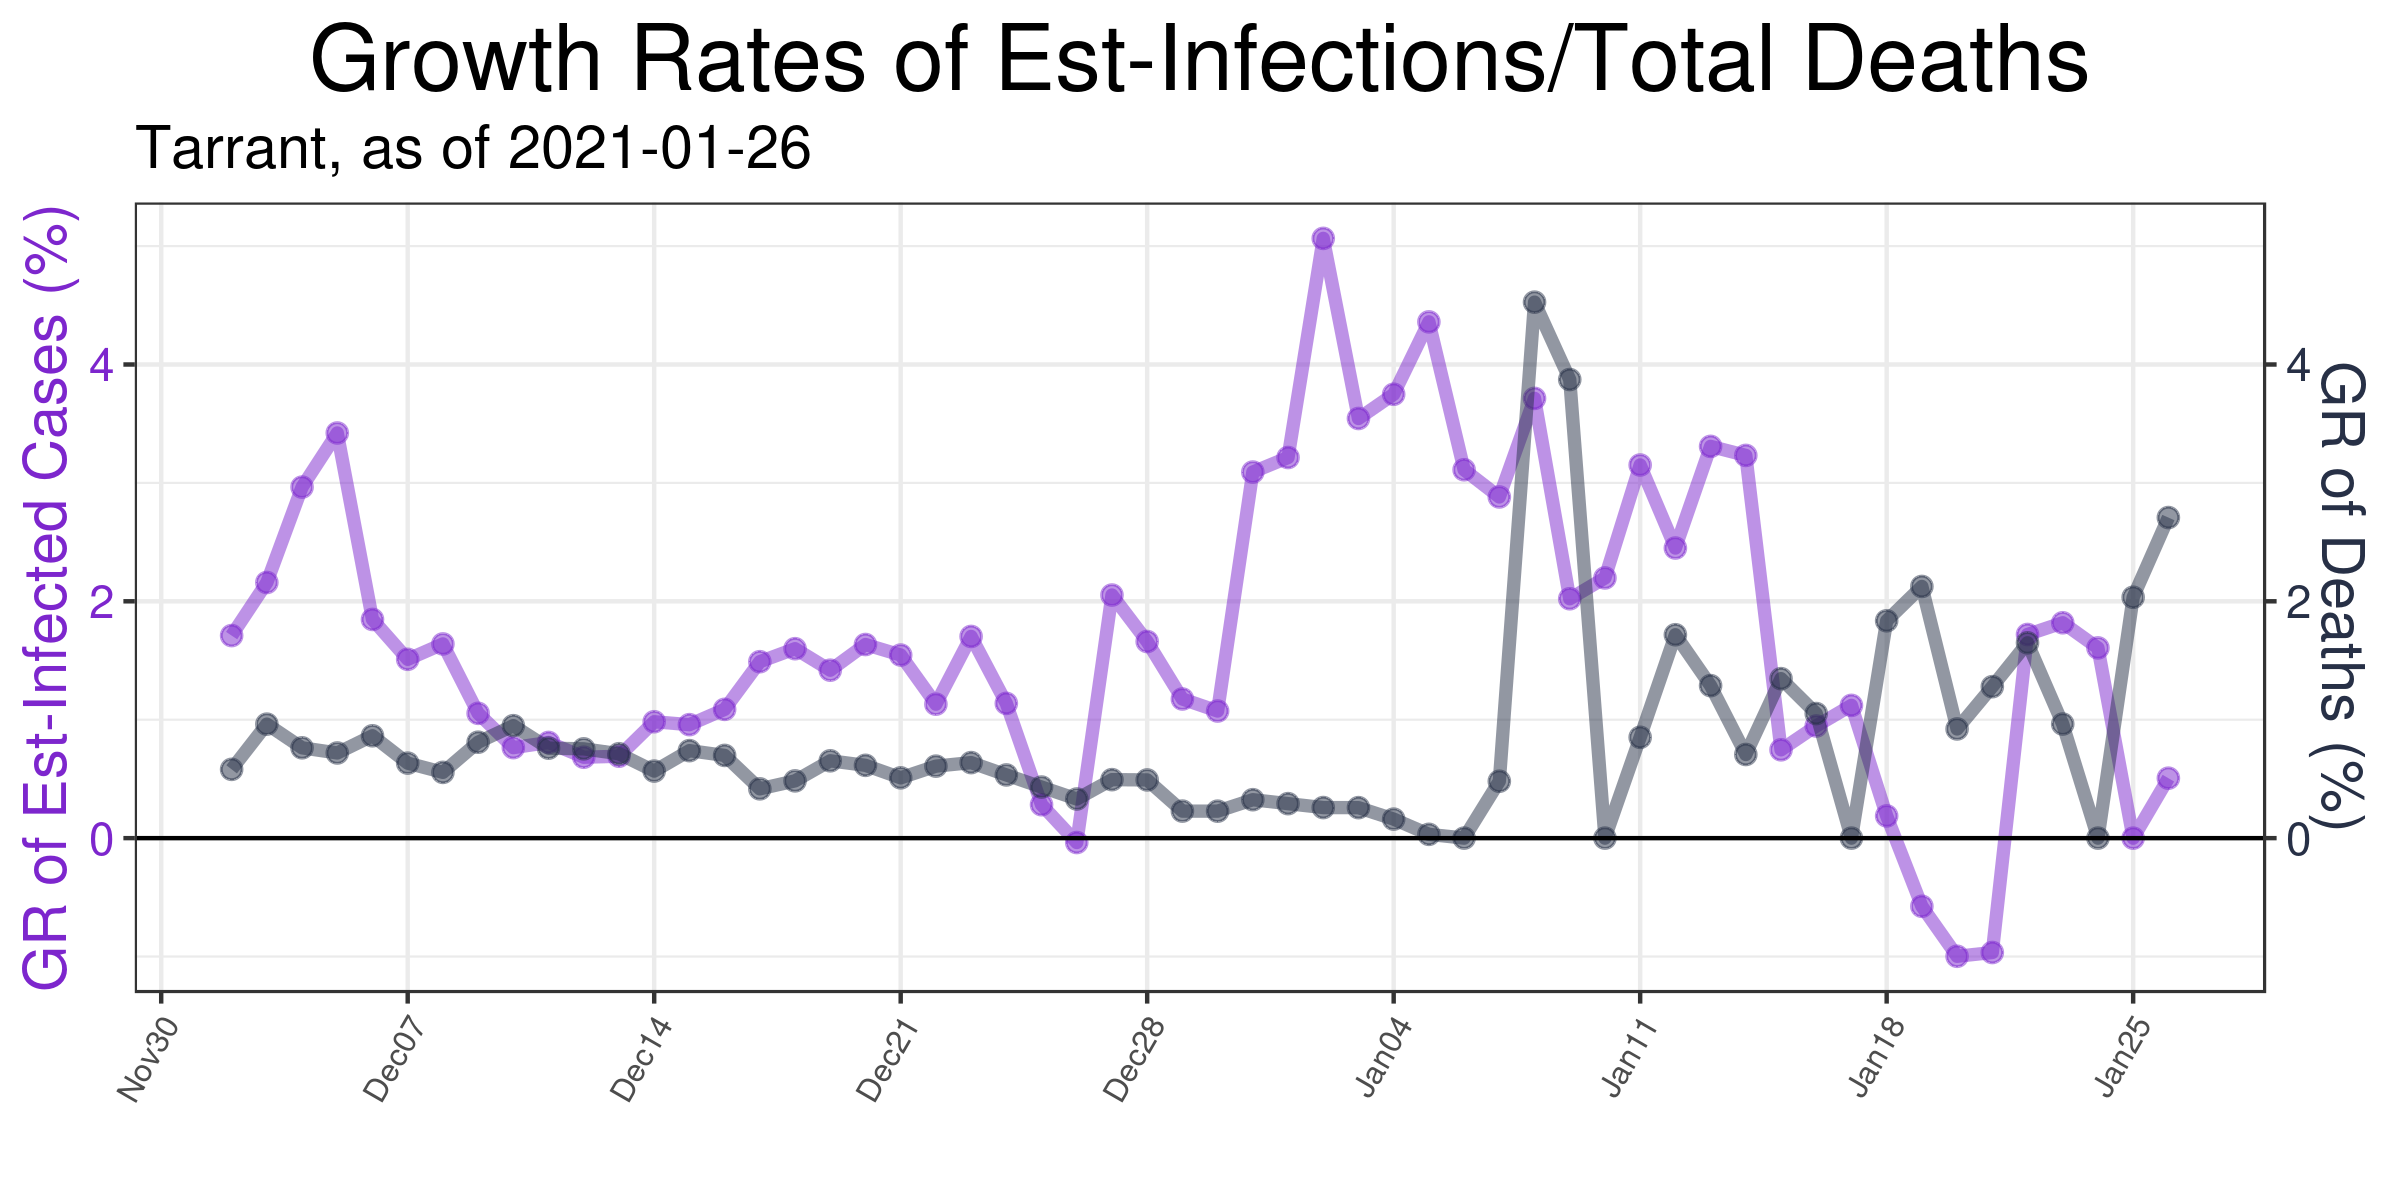 Growth Rates of Est-Infections/Total Deaths
Tarrant, as of 2021-01-26
GR of Est-Infected Cases (%)
4
2
0
4
2
0
GR of Deaths (%)
Nov30
Dec07
Dec14
Dec21
Dec28
Jan04
Jan11
Jan18
Jan25